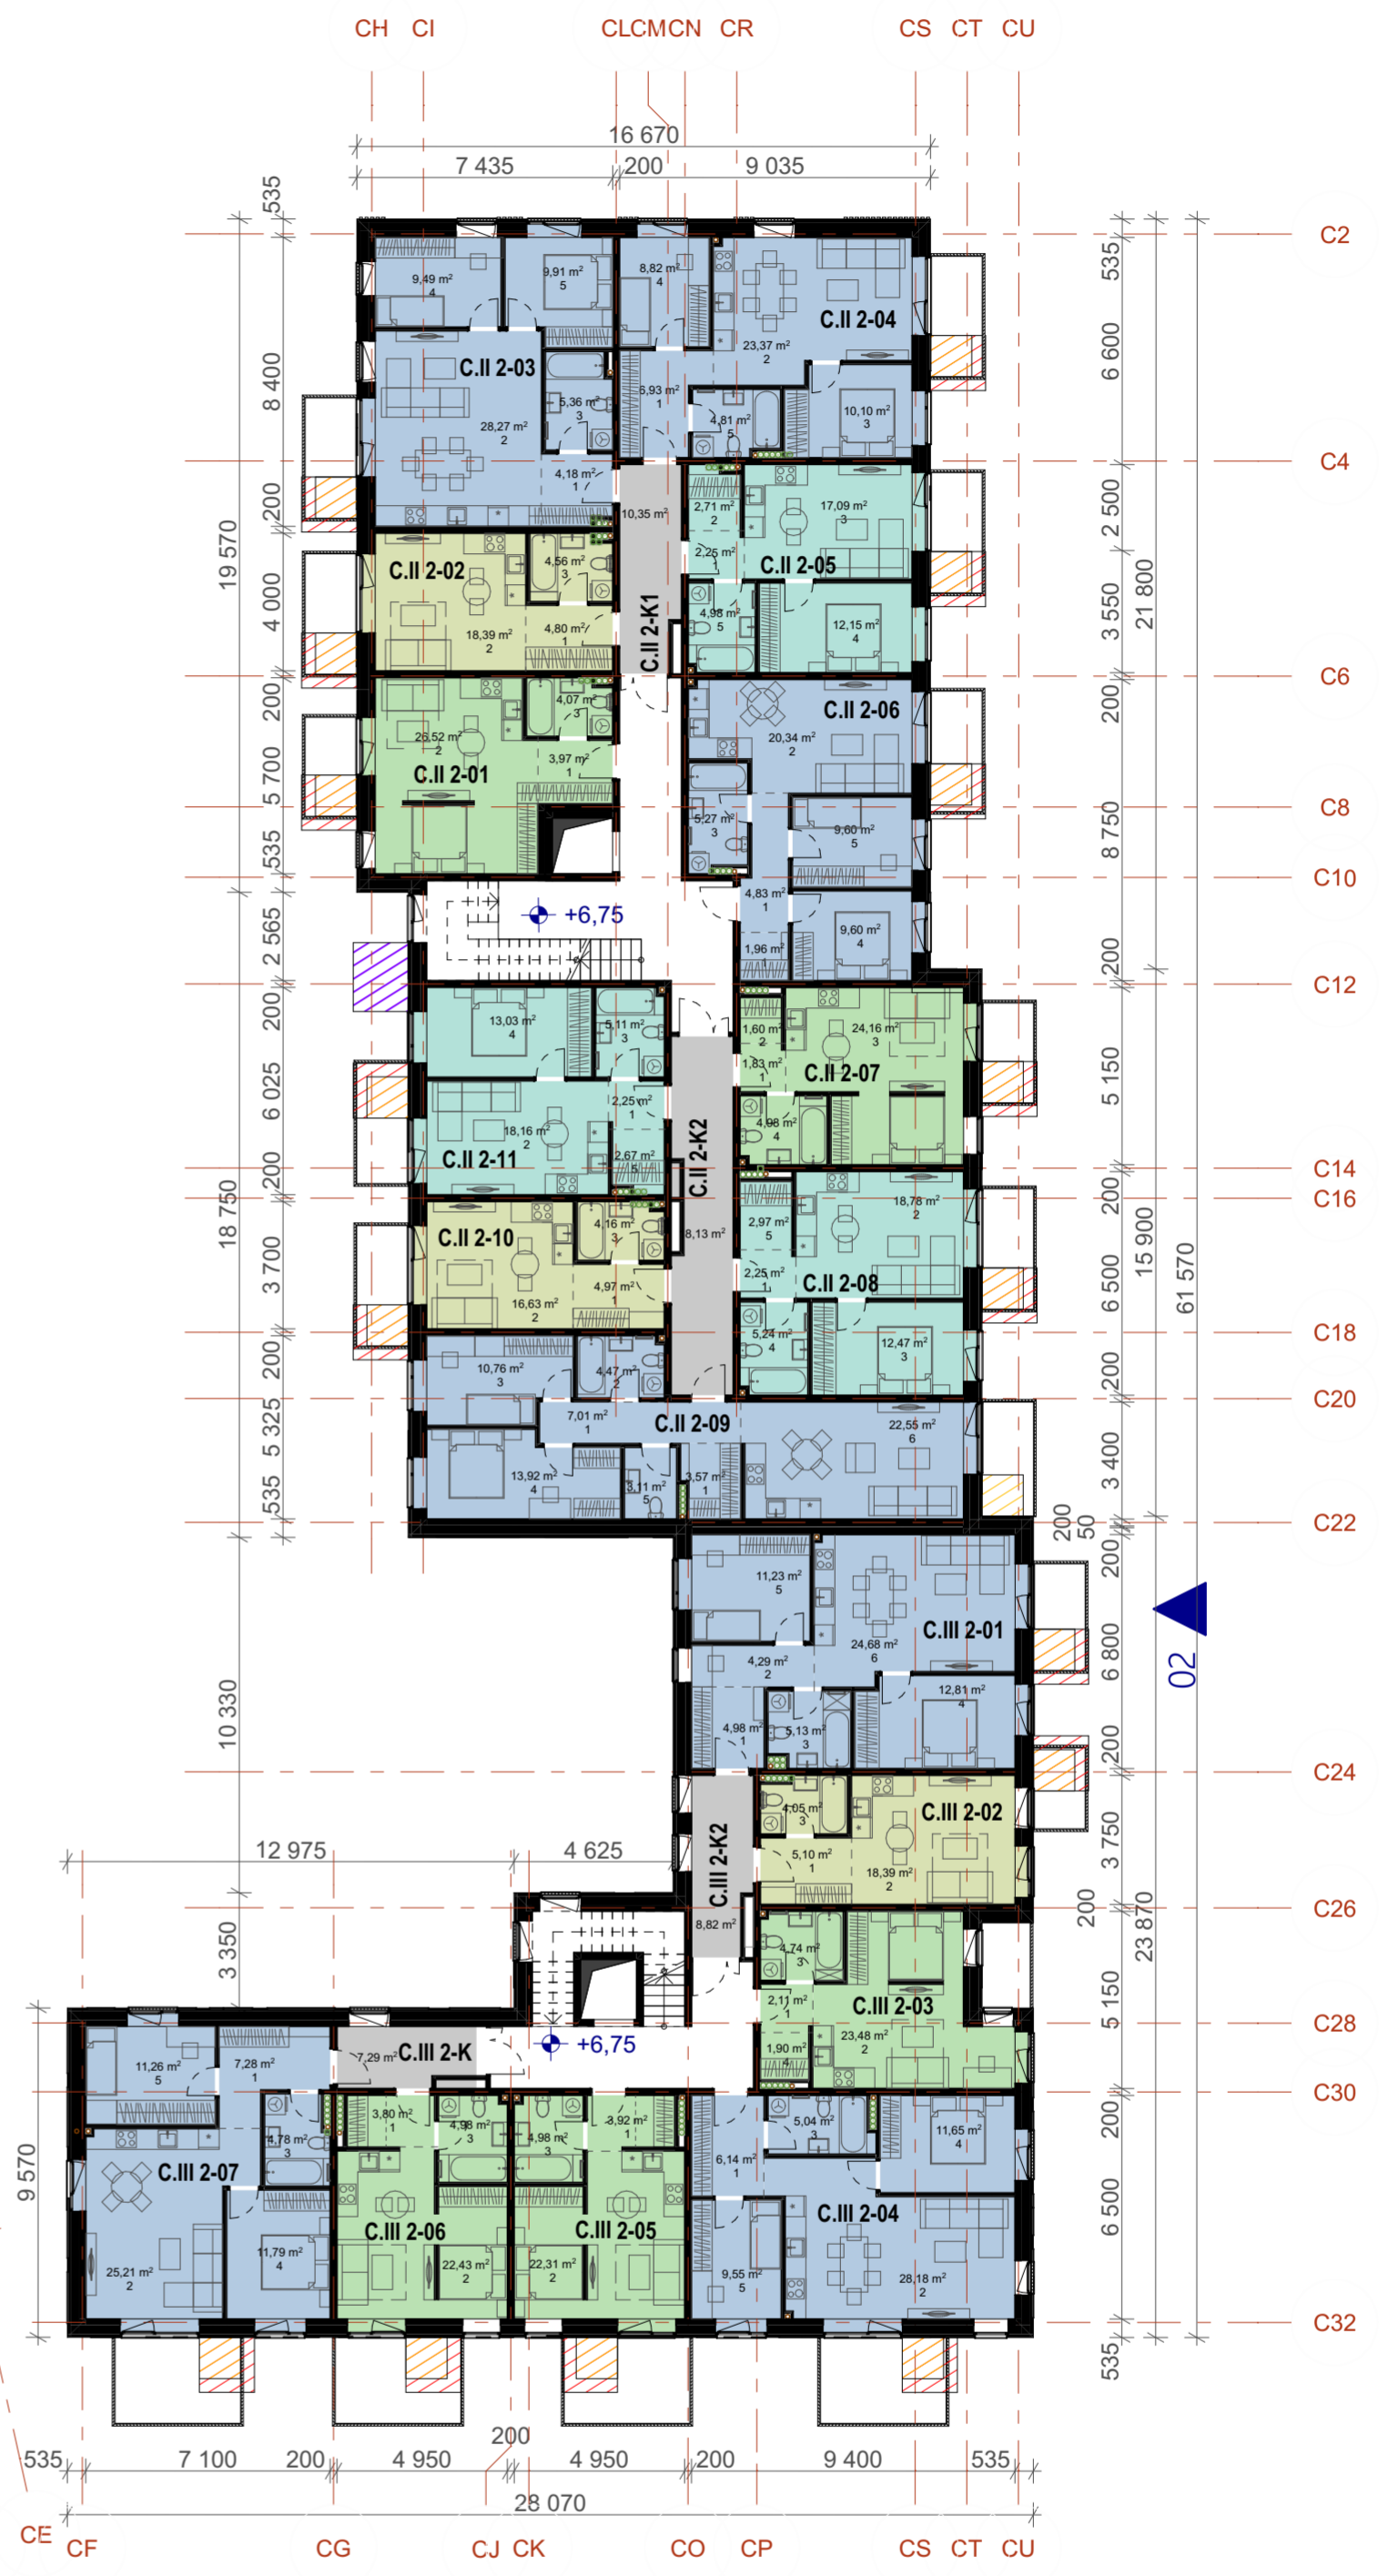 CH CI CL CM CN CR CS CT CU
16 670
7 435 200 9 035
535
8 400
200
4 000
200
5 700
535
2 565
200
6 025
200
3 700
200
5 325
535
19 570
18 750
10 330
3 350
9 570
535
6 600
2 500
3 550
200
8 750
200
5 150
200
6 500
200
3 400
200
50
200
6 800
200
3 750
200
5 150
200
6 500
535
21 800
15 900
23 870
61 570
02
C2
C4
C6
C8
C10
C12
C14
C16
C18
C20
C22
C24
C26
C28
C30
C32
C.II 2-03
9,49 m²
4
9,91 m²
5
5,36 m²
3
28,27 m²
2
4,18 m²
1
C.II 2-04
8,82 m²
4
23,37 m²
2
6,93 m²
1
4,81 m²
5
10,10 m²
3
C.II 2-02
4,56 m²
3
18,39 m²
2
4,80 m²
1
10,35 m²
C.II 2-K1
C.II 2-05
2,71 m²
2
17,09 m²
3
2,25 m²
1
4,98 m²
5
12,15 m²
4
C.II 2-01
4,07 m²
3
26,52 m²
2
3,97 m²
1
C.II 2-06
20,34 m²
2
5,27 m²
3
9,60 m²
5
4,83 m²
1
9,60 m²
4
1,96 m²
1
+6,75
C.II 2-11
13,03 m²
4
5,11 m²
3
2,25 m²
1
18,16 m²
2
2,67 m²
5
C.II 2-K2
8,13 m²
C.II 2-07
1,60 m²
2
24,16 m²
3
1,83 m²
1
4,98 m²
4
C.II 2-10
4,16 m²
3
4,97 m²
1
16,63 m²
2
C.II 2-08
18,78 m²
2
2,97 m²
5
2,25 m²
1
5,24 m²
4
12,47 m²
3
C.II 2-09
10,76 m²
3
4,47 m²
2
7,01 m²
1
22,55 m²
6
13,92 m²
4
3,11 m²
5
3,57 m²
1
C.III 2-01
11,23 m²
5
24,68 m²
6
4,29 m²
2
12,81 m²
4
4,98 m²
1
5,13 m²
3
C.III 2-K2
8,82 m²
C.III 2-02
4,05 m²
3
5,10 m²
1
18,39 m²
2
12 975 4 625
C.III 2-03
4,74 m²
3
2,11 m²
1
23,48 m²
2
1,90 m²
4
+6,75
C.III 2-K
7,29 m²
C.III 2-07
11,26 m²
5
7,28 m²
1
4,78 m²
3
25,21 m²
2
11,79 m²
4
C.III 2-06
3,80 m²
1
4,98 m²
3
22,43 m²
2
C.III 2-05
4,98 m²
3
3,92 m²
1
22,31 m²
2
C.III 2-04
5,04 m²
3
11,65 m²
4
6,14 m²
1
9,55 m²
5
28,18 m²
2
200
535 7 100 200 4 950 4 950 200 9 400 535
28 070
CE CF CG CJ CK CO CP CS CT CU